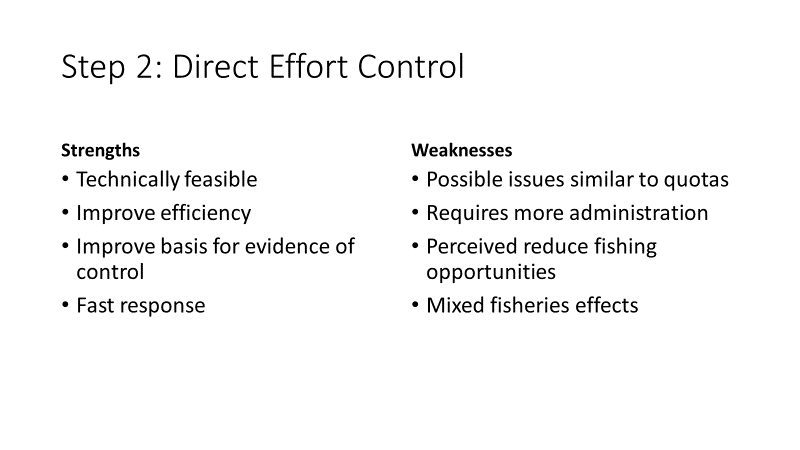 Step 2: Direct Effort Control
Strengths
• Technically feasible
• Improve efficiency
• Improve basis for evidence of
control
• Fast response
Weaknesses
• Possible issues similar to quotas
• Requires more administration
• Perceived reduce fishing
opportunities
• Mixed fisheries effects